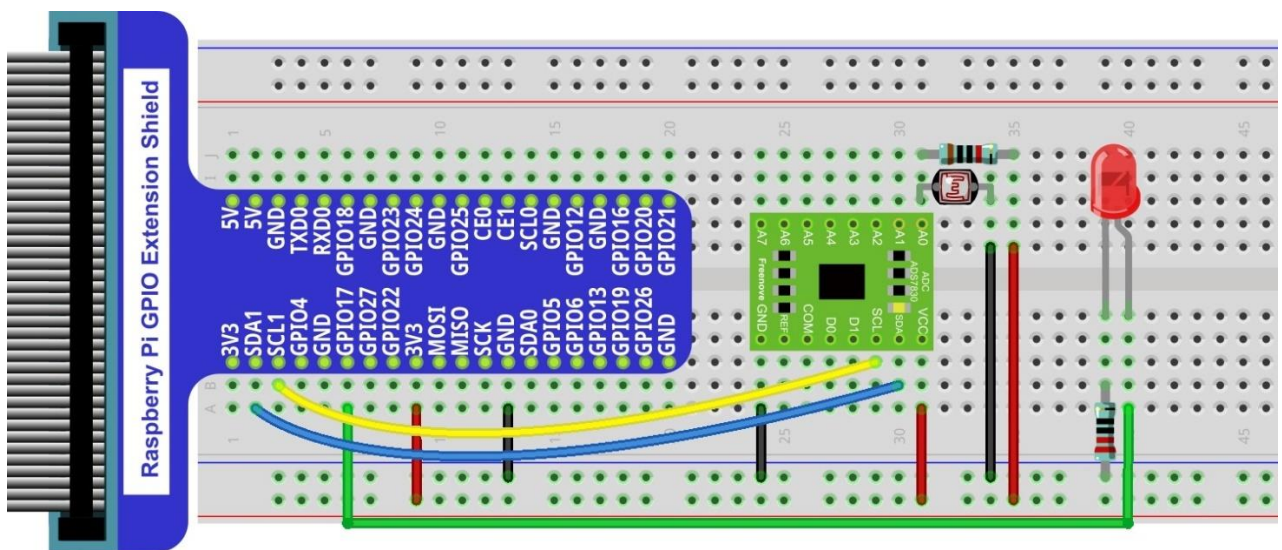 Raspberry Pi GPIO Extension Shield
1 5 10 15 20 25 30 35 40 45
J
I
5V 5V GND TXD0 RXD0 GPIO18 GND GPIO23 GPIO24 GND GPIO25 CE0 CE1 SCL0 GND GPIO12 GND GPIO16 GPIO20 GPIO21
3V3 SDA1 SCL1 GPIO4 GND GPIO17 GPIO27 GPIO22 3V3 MOSI MISO SCK GND SDA0 GPIO5 GPIO6 GPIO13 GPIO19 GPIO26 GND
A7 A6 A5 A4 A3 A2 A1 A0
Freenove
ADC
ADS7830
GND REF COM D0 D1 SCL SDA VCC
B
A
1 10 15 20 25 30 45